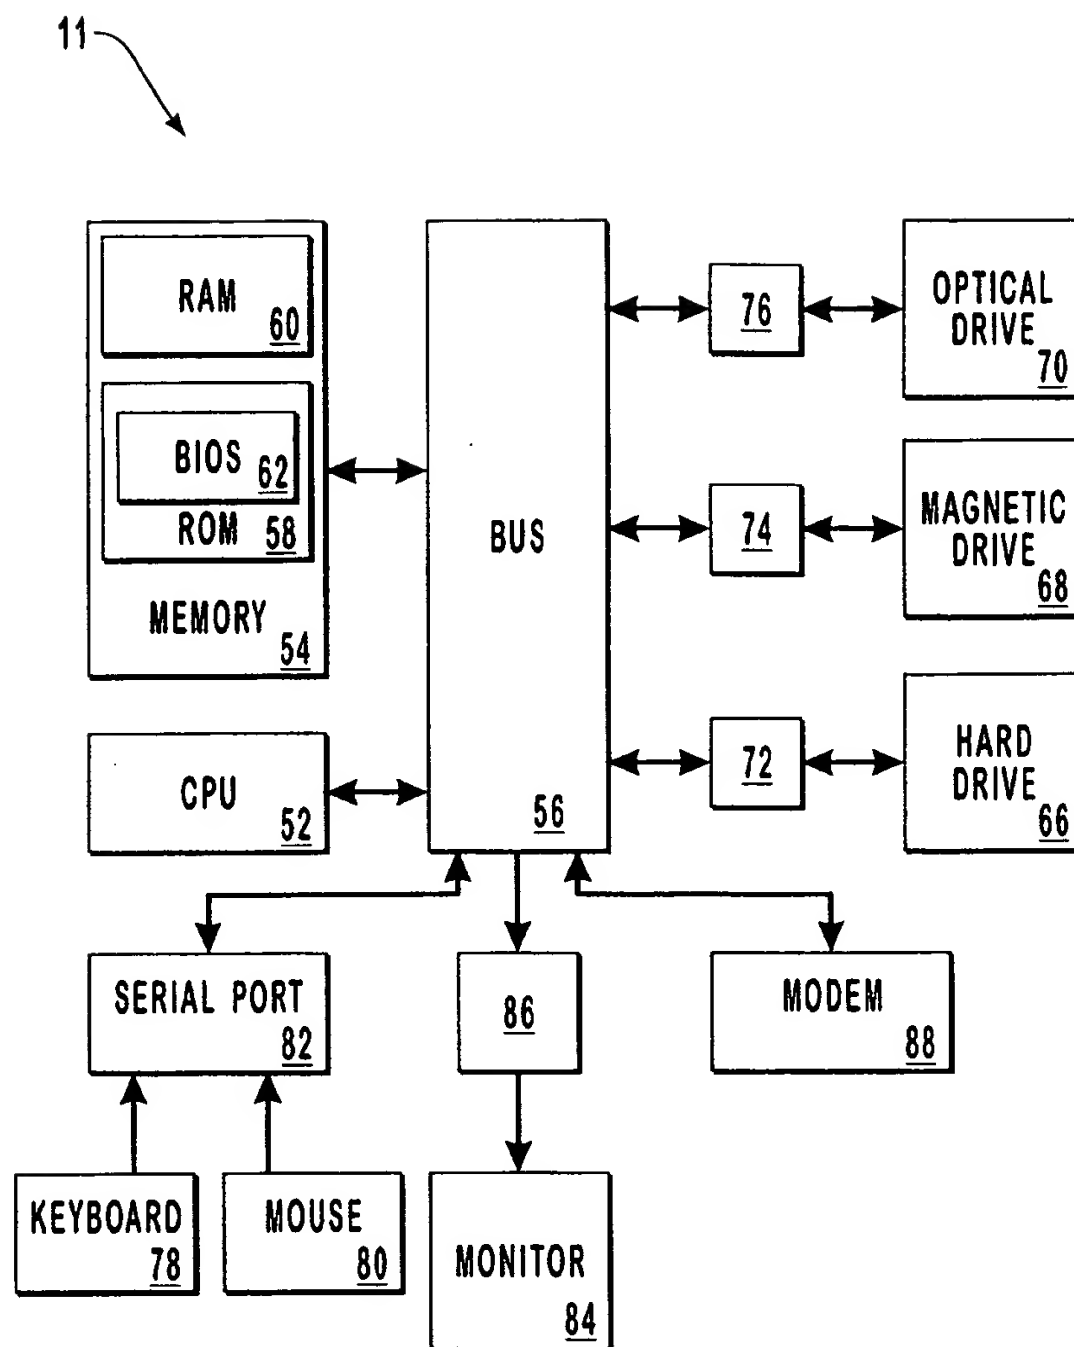 11
RAM
60
BIOS
62
ROM
58
MEMORY
54
CPU
52
BUS
56
76
OPTICAL
DRIVE
70
74
MAGNETIC
DRIVE
68
72
HARD
DRIVE
66
SERIAL PORT
82
86
MODEM
88
KEYBOARD
78
MOUSE
80
MONITOR
84